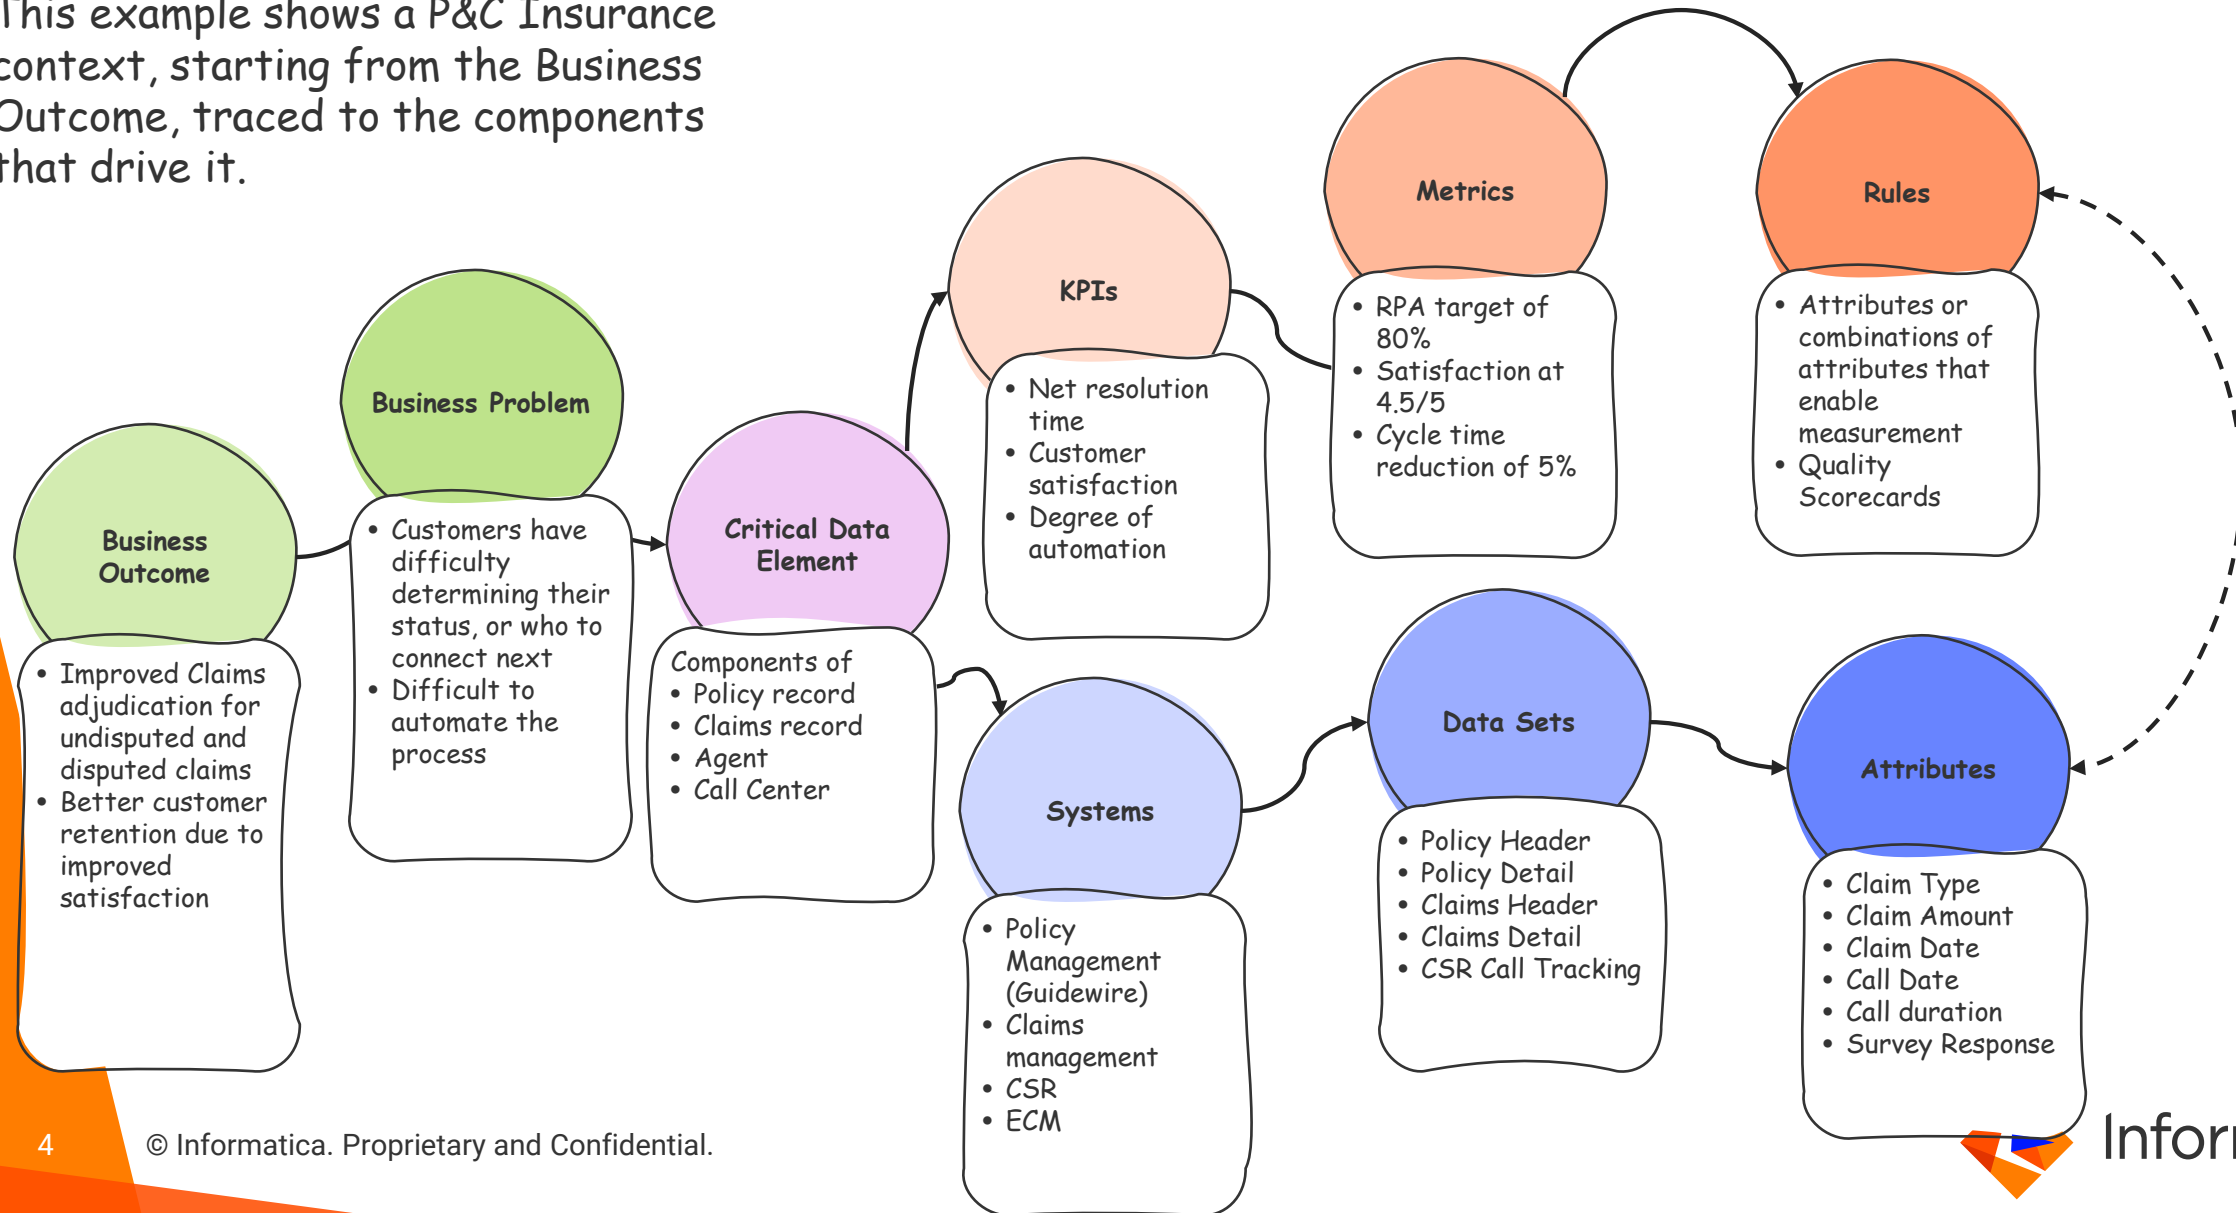 This example shows a P&C Insurance
context, starting from the Business
Outcome, traced to the components
that drive it.
Business
Outcome
• Improved Claims
adjudication for
undisputed and
disputed claims
• Better customer
retention due to
improved
satisfaction
Business Problem
• Customers have
difficulty
determining their
status, or who to
connect next
• Difficult to
automate the
process
Critical Data
Element
Components of
• Policy record
• Claims record
• Agent
• Call Center
KPIs
• Net resolution
time
• Customer
satisfaction
• Degree of
automation
Metrics
• RPA target of
80%
• Satisfaction at
4.5/5
• Cycle time
reduction of 5%
Rules
• Attributes or
combinations of
attributes that
enable
measurement
• Quality
Scorecards
Systems
• Policy
Management
(Guidewire)
• Claims
management
• CSR
• ECM
Data Sets
• Policy Header
• Policy Detail
• Claims Header
• Claims Detail
• CSR Call Tracking
Attributes
• Claim Type
• Claim Amount
• Claim Date
• Call Date
• Call duration
• Survey Response
4
© Informatica. Proprietary and Confidential.